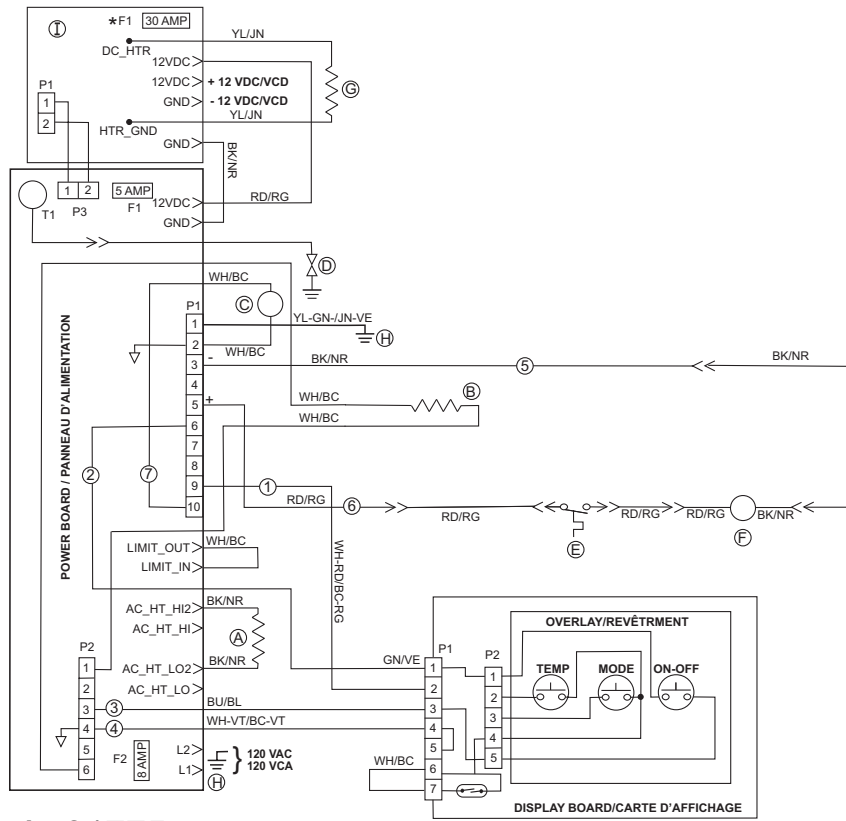 Ⓘ
*F1 30 AMP
YL/JN
DC_HTR
12VDC
12VDC + 12 VDC/VCD
GND - 12 VDC/VCD
Ⓖ
P1
1
2
YL/JN
HTR_GND
GND
BK/NR
T1
1 2
P3
5 AMP
F1
12VDC
RD/RG
GND
Ⓓ
WH/BC
Ⓒ
P1
1
2
3
4
5
6
7
8
9
10
YL-GN-/JN-VE
Ⓗ
WH/BC
-
BK/NR
⑤
BK/NR
WH/BC
Ⓑ
+
WH/BC
POWER BOARD / PANNEAU D'ALIMENTATION
②
⑦
①
RD/RG
⑥
RD/RG
Ⓔ
RD/RG
RD/RG
Ⓕ
BK/NR
WH-RD/BC-RG
LIMIT_OUT WH/BC
LIMIT_IN
AC_HT_HI2 BK/NR
AC_HT_HI
Ⓐ
AC_HT_LO2 BK/NR
AC_HT_LO
P2
1
2
3
4
5
6
③
BU/BL
④
WH-VT/BC-VT
F2
8 AMP
L2
L1
Ⓗ
} 120 VAC
120 VCA
GN/VE
P1
1
2
3
4
5
6
7
WH/BC
P2
1
2
3
4
5
OVERLAY/REVÊTRMENT
TEMP MODE ON-OFF
DISPLAY BOARD/CARTE D'AFFICHAGE